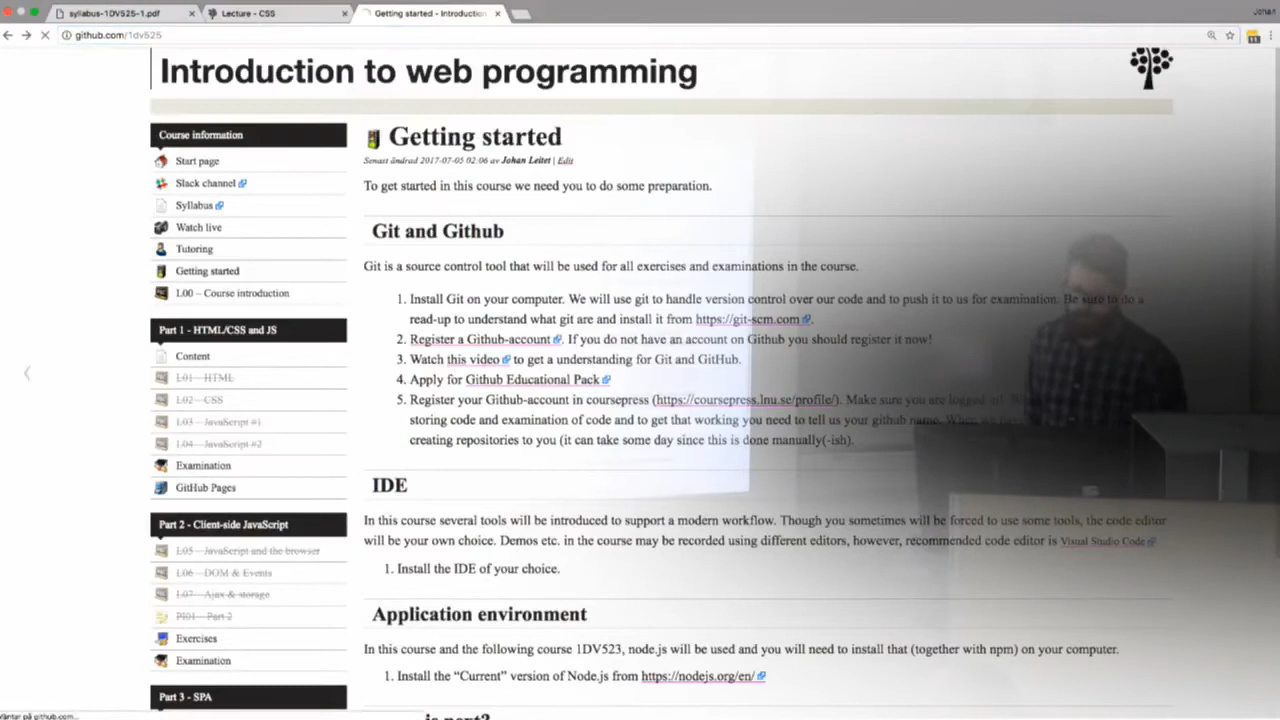 syllabus-1DV525-1.pdf
Lecture - CSS
Getting started - Introduction
Johan
github.com/1dv525
Introduction to web programming
Course information
Start page
Slack channel
Syllabus
Watch live
Tutoring
Getting started
L00 – Course introduction
Part 1 - HTML/CSS and JS
Content
L01 – HTML
L02 – CSS
L03 – JavaScript #1
L04 – JavaScript #2
Examination
GitHub Pages
Part 2 - Client-side JavaScript
L05 – JavaScript and the browser
L06 – DOM & Events
L07 – Ajax & storage
PI01 – Part 2
Exercises
Examination
Part 3 - SPA
Getting started
Senast ändrad 2017-07-05 02:06 av Johan Leitet | Edit
To get started in this course we need you to do some preparation.
Git and Github
Git is a source control tool that will be used for all exercises and examinations in the course.
1. Install Git on your computer. We will use git to handle version control over our code and to push it to us for examination. Be sure to do a
read-up to understand what git are and install it from https://git-scm.com.
2. Register a Github-account. If you do not have an account on Github you should register it now!
3. Watch this video to get a understanding for Git and GitHub.
4. Apply for Github Educational Pack
5. Register your Github-account in coursepress (https://coursepress.lnu.se/profile/). Make sure you are logged in.
storing code and examination of code and to get that working you need to tell us your github name. When we have
creating repositories to you (it can take some day since this is done manually(-ish).
IDE
In this course several tools will be introduced to support a modern workflow. Though you sometimes will be forced to use some tools, the code editor
will be your own choice. Demos etc. in the course may be recorded using different editors, however, recommended code editor is Visual Studio Code.
1. Install the IDE of your choice.
Application environment
In this course and the following course 1DV523, node.js will be used and you will need to install that (together with npm) on your computer.
1. Install the “Current” version of Node.js from https://nodejs.org/en/
Väntar på github.com...